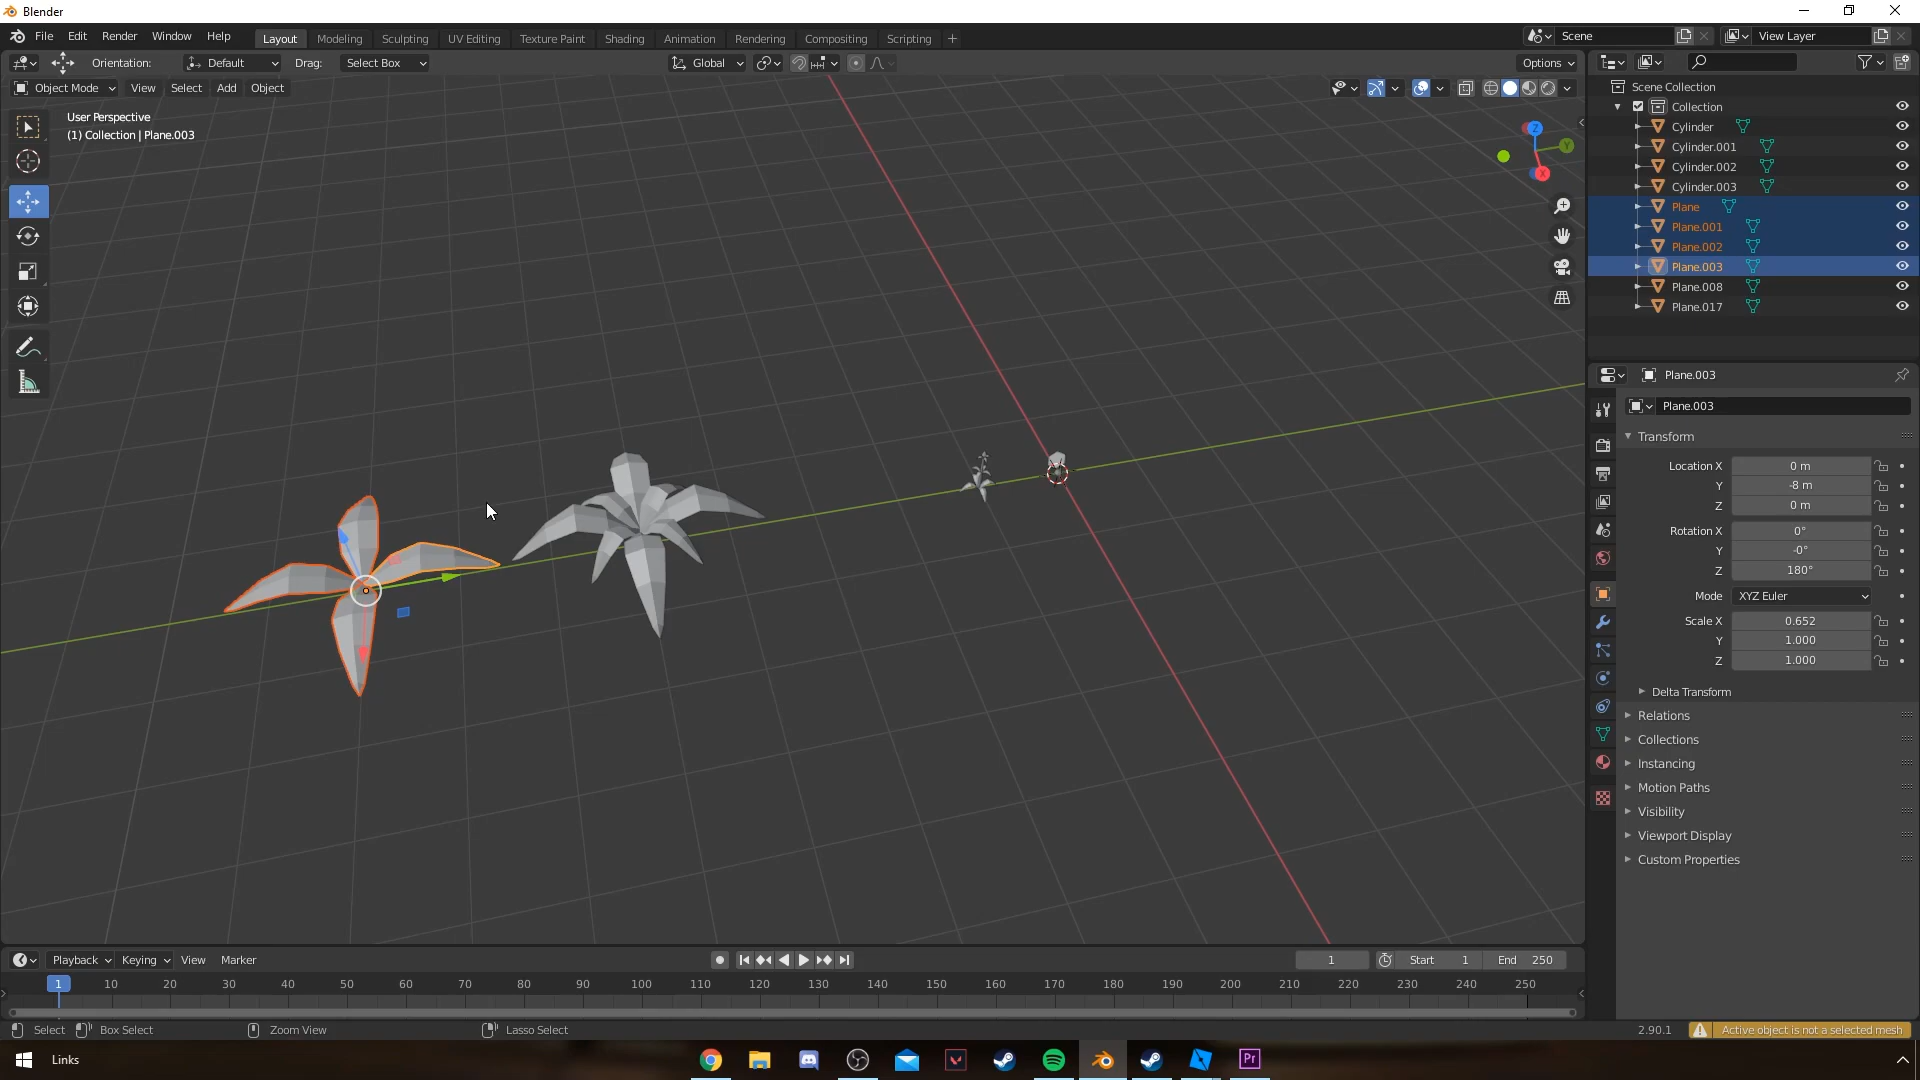 Blender
File Edit Render Window Help
Layout Modeling Sculpting UV Editing Texture Paint Shading Animation Rendering Compositing Scripting +
Scene
View Layer
Orientation: Default Drag: Select Box
Global
Options
Object Mode View Select Add Object
User Perspective
(1) Collection | Plane.003
Z
Y
X
Scene Collection
Collection
Cylinder
Cylinder.001
Cylinder.002
Cylinder.003
Plane
Plane.001
Plane.002
Plane.003
Plane.008
Plane.017
Plane.003
Plane.003
Transform
Location X 0 m
Y -8 m
Z 0 m
Rotation X 0°
Y -0°
Z 180°
Mode XYZ Euler
Scale X 0.652
Y 1.000
Z 1.000
Delta Transform
Relations
Collections
Instancing
Motion Paths
Visibility
Viewport Display
Custom Properties
Playback Keying View Marker
1 Start 1 End 250
1 10 20 30 40 50 60 70 80 90 100 110 120 130 140 150 160 170 180 190 200 210 220 230 240 250
Select Box Select Zoom View Lasso Select
2.90.1 Active object is not a selected mesh
Links
Pr